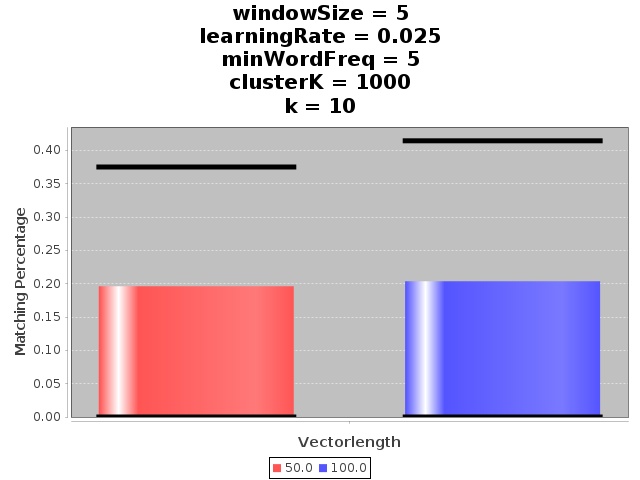 windowSize = 5
learningRate = 0.025
minWordFreq = 5
clusterK = 1000
k = 10
0.40
0.35
0.30
0.25
0.20
0.15
0.10
0.05
0.00
Matching Percentage
Vectorlength
50.0 100.0